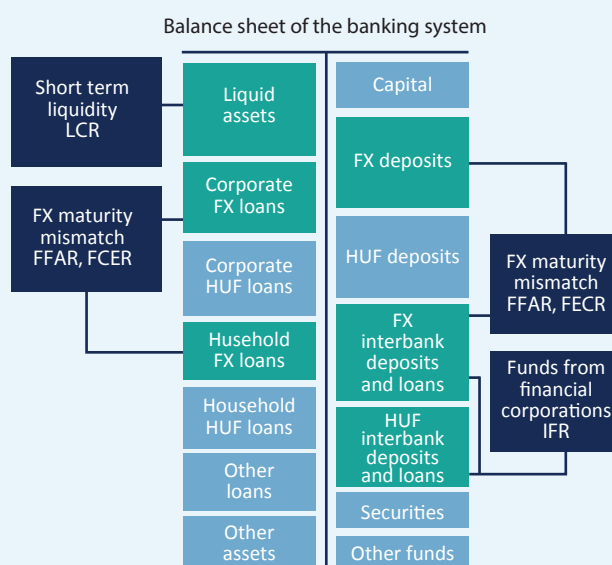 Balance sheet of the banking system
Short term
liquidity
LCR
FX maturity
mismatch
FFAR, FCER
Liquid
assets
Corporate
FX loans
Corporate
HUF loans
Husehold
FX loans
Household
HUF loans
Other
loans
Other
assets
Capital
FX deposits
HUF deposits
FX
interbank
deposits
and loans
HUF
interbank
deposits
and loans
Securities
Other funds
FX maturity
mismatch
FFAR, FECR
Funds from
financial
corporations
IFR